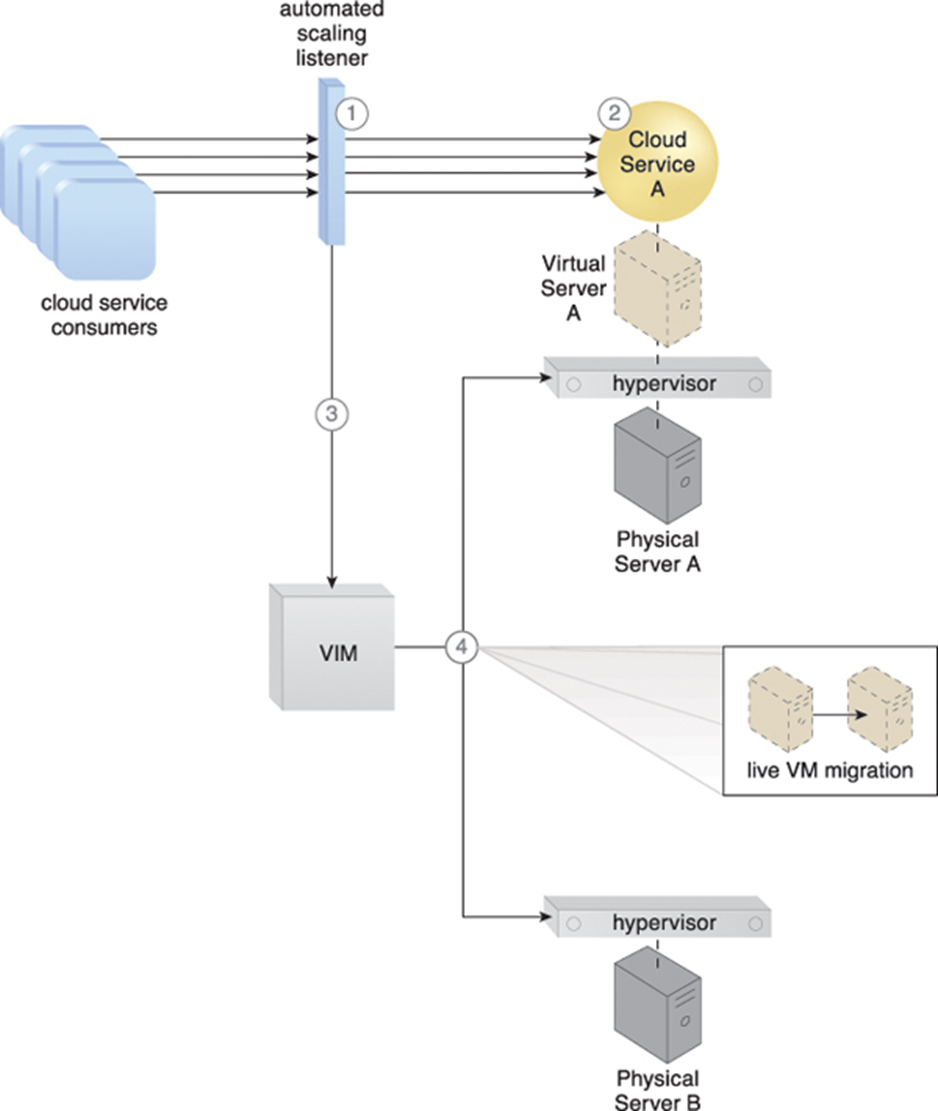 automated
scaling
listener
1
2
Cloud
Service
A
cloud service
consumers
Virtual
Server
A
hypervisor
3
Physical
Server A
VIM
4
live VM migration
hypervisor
Physical
Server B